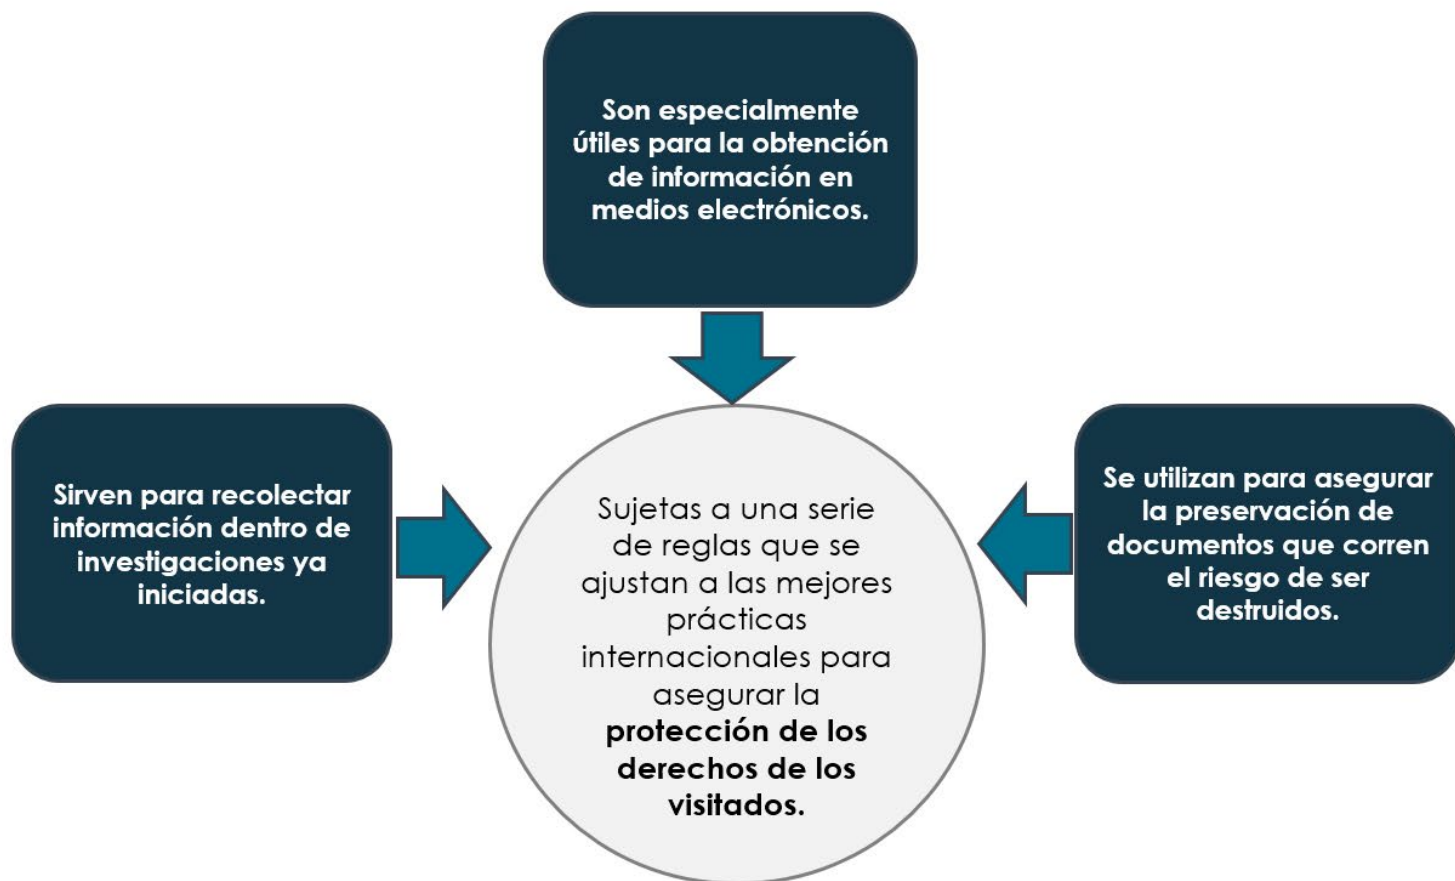 Son especialmente
útiles para la obtención
de información en
medios electrónicos.
Sirven para recolectar
información dentro de
investigaciones ya
iniciadas.
Sujetas a una serie
de reglas que se
ajustan a las mejores
prácticas
internacionales para
asegurar la
protección de los
derechos de los
visitados.
Se utilizan para asegurar
la preservación de
documentos que corren
el riesgo de ser
destruidos.